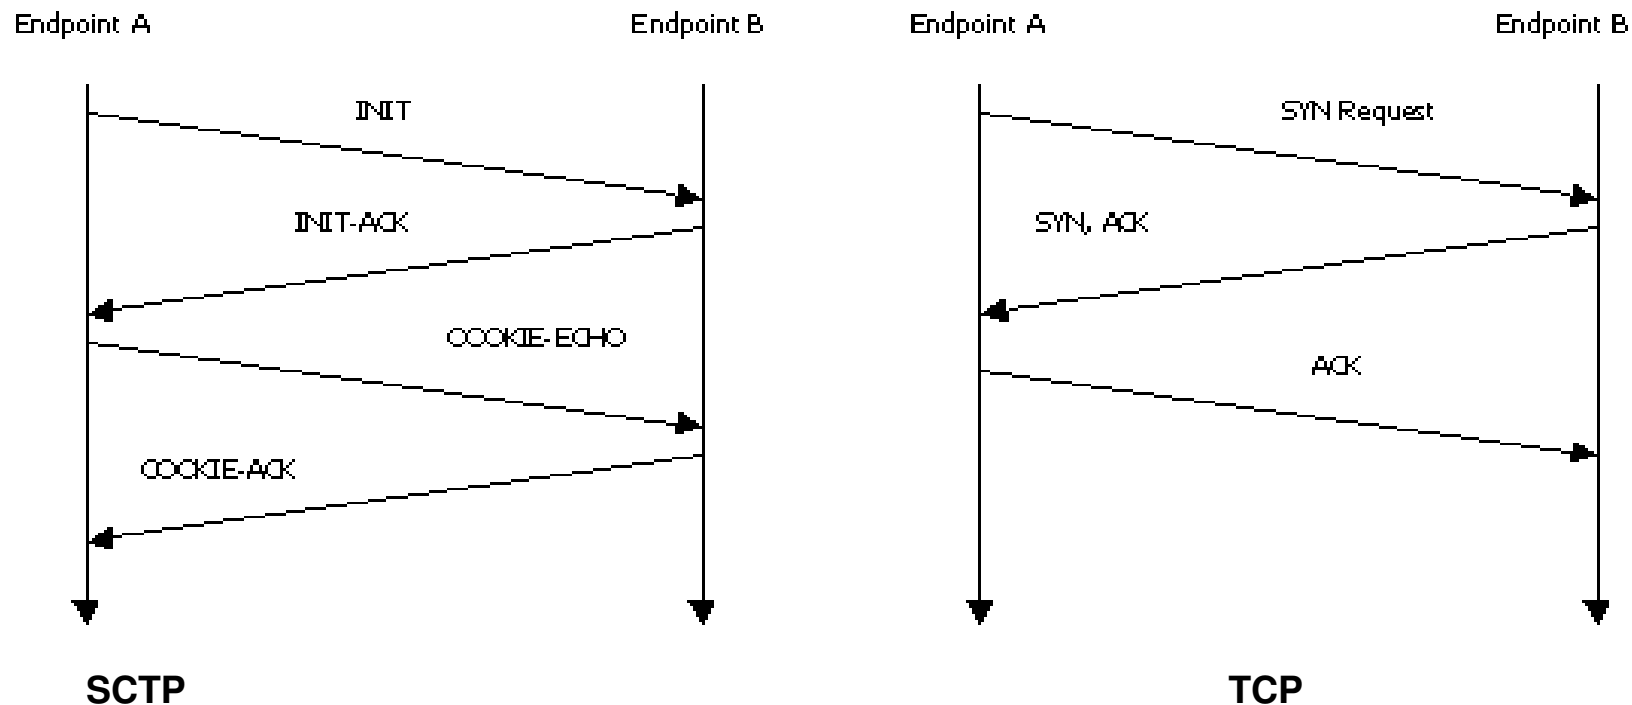 Endpoint A
Endpoint B
INIT
INIT-ACK
COOKIE-ECHO
COOKIE-ACK
SCTP
Endpoint A
Endpoint B
SYN Request
SYN, ACK
ACK
TCP